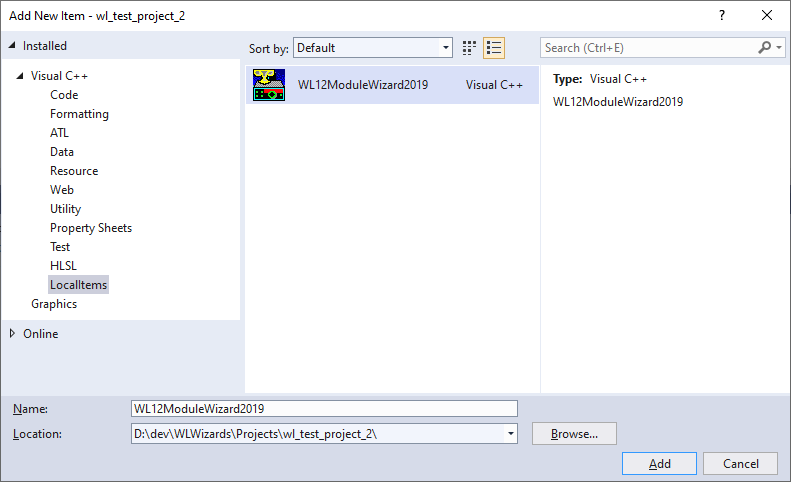 Add New Item - wl_test_project_2
?
Installed
Sort by: Default
Search (Ctrl+E)
Visual C++
Code
Formatting
ATL
Data
Resource
Web
Utility
Property Sheets
Test
HLSL
LocalItems
Graphics
Online
WL12ModuleWizard2019 Visual C++
Type: Visual C++
WL12ModuleWizard2019
Name: WL12ModuleWizard2019
Location: D:\dev\WLWizards\Projects\wl_test_project_2\
Browse...
Add Cancel